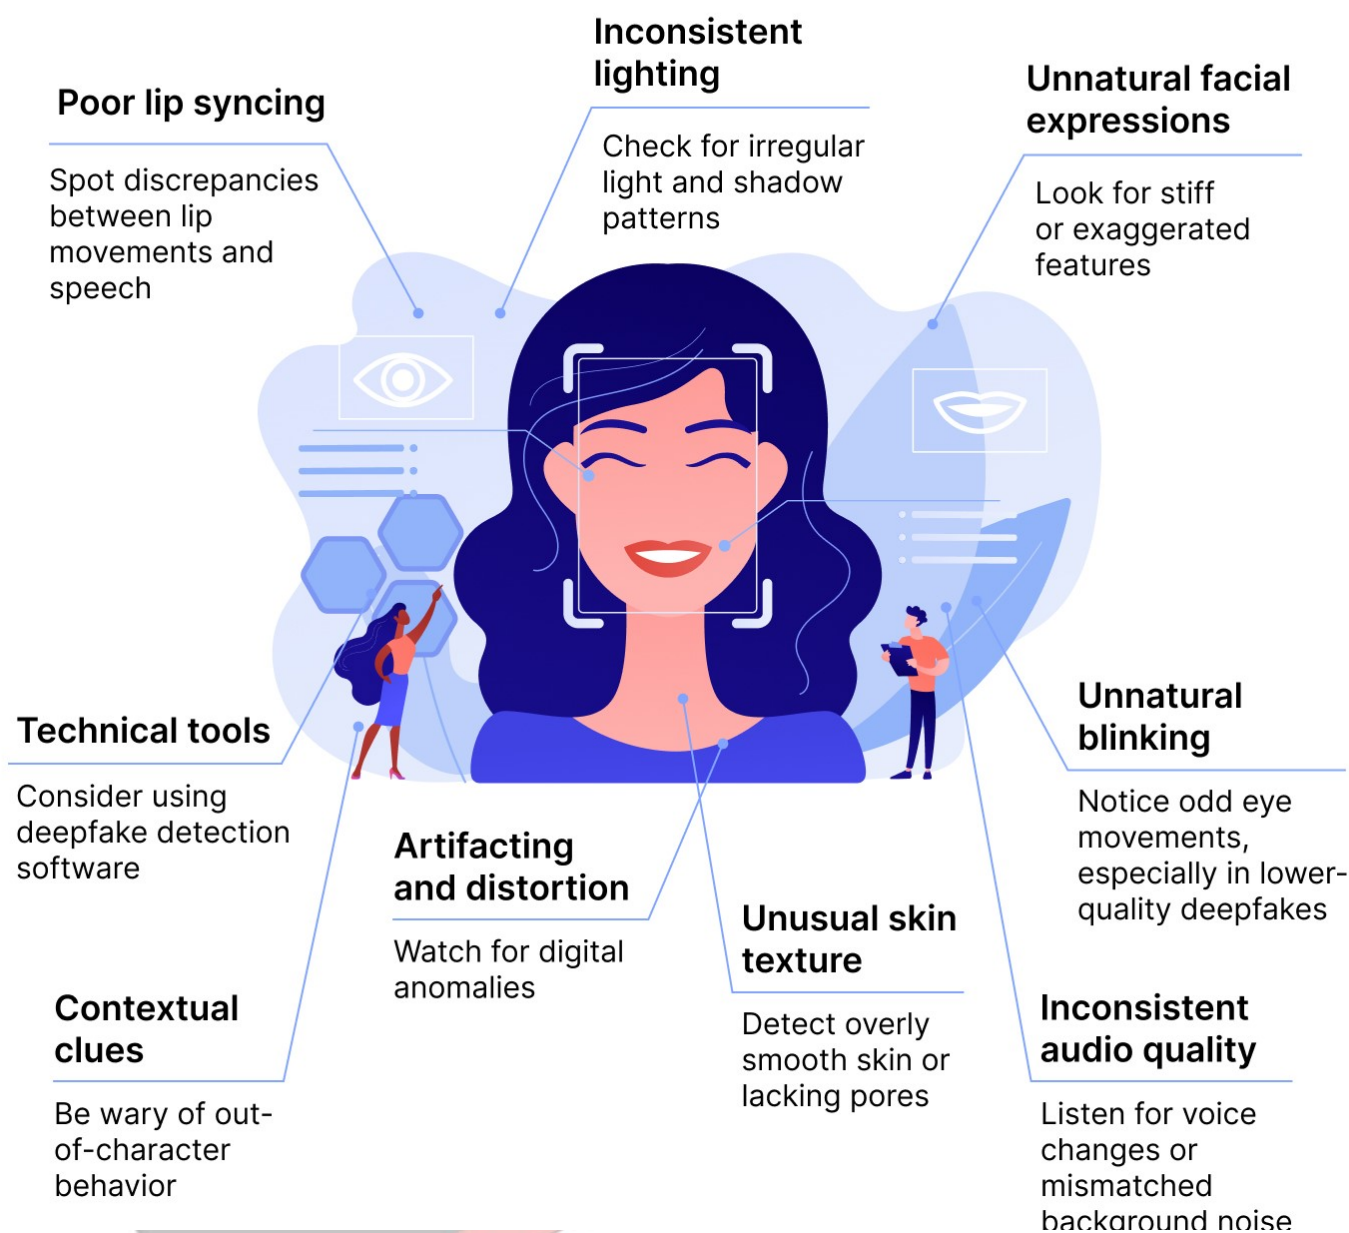 Poor lip syncing
Spot discrepancies
between lip
movements and
speech
Inconsistent
lighting
Check for irregular
light and shadow
patterns
Unnatural facial
expressions
Look for stiff
or exaggerated
features
Technical tools
Consider using
deepfake detection
software
Artifacting
and distortion
Watch for digital
anomalies
Unnatural
blinking
Notice odd eye
movements,
especially in lower-
quality deepfakes
Contextual
clues
Be wary of out-
of-character
behavior
Unusual skin
texture
Detect overly
smooth skin or
lacking pores
Inconsistent
audio quality
Listen for voice
changes or
mismatched
background noise